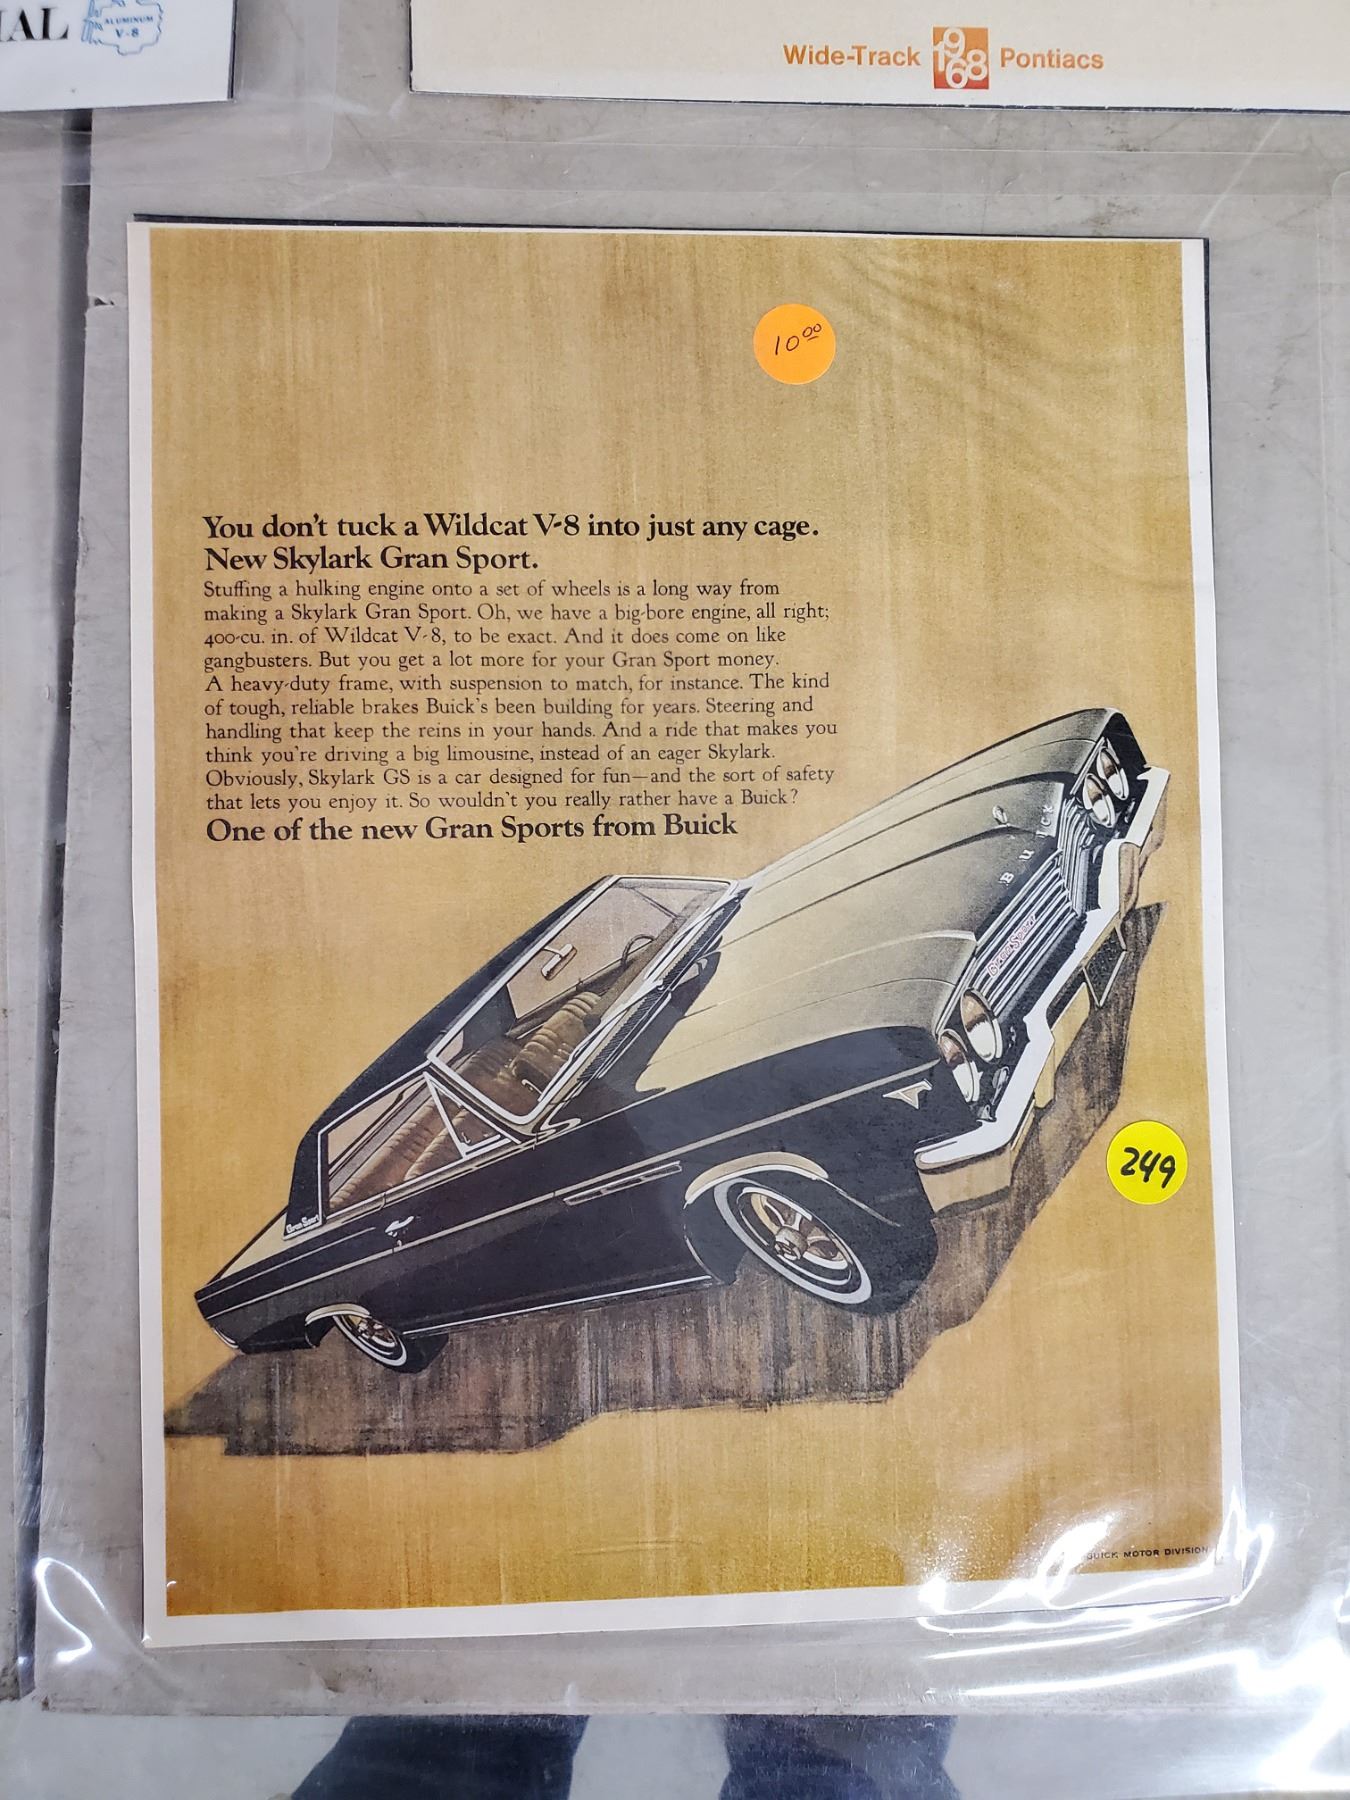 IAL
ALUMINUM
V-8
Wide-Track 1968 Pontiacs
10 00
You don't tuck a Wildcat V-8 into just any cage.
New Skylark Gran Sport.
Stuffing a hulking engine onto a set of wheels is a long way from
making a Skylark Gran Sport. Oh, we have a big-bore engine, all right;
400-cu. in. of Wildcat V-8, to be exact. And it does come on like
gangbusters. But you get a lot more for your Gran Sport money.
A heavy-duty frame, with suspension to match, for instance. The kind
of tough, reliable brakes Buick's been building for years. Steering and
handling that keep the reins in your hands. And a ride that makes you
think you're driving a big limousine, instead of an eager Skylark.
Obviously, Skylark GS is a car designed for fun—and the sort of safety
that lets you enjoy it. So wouldn't you really rather have a Buick?
One of the new Gran Sports from Buick
BUICK
Gran Sport
249
Gran Sport
BUICK MOTOR DIVISION